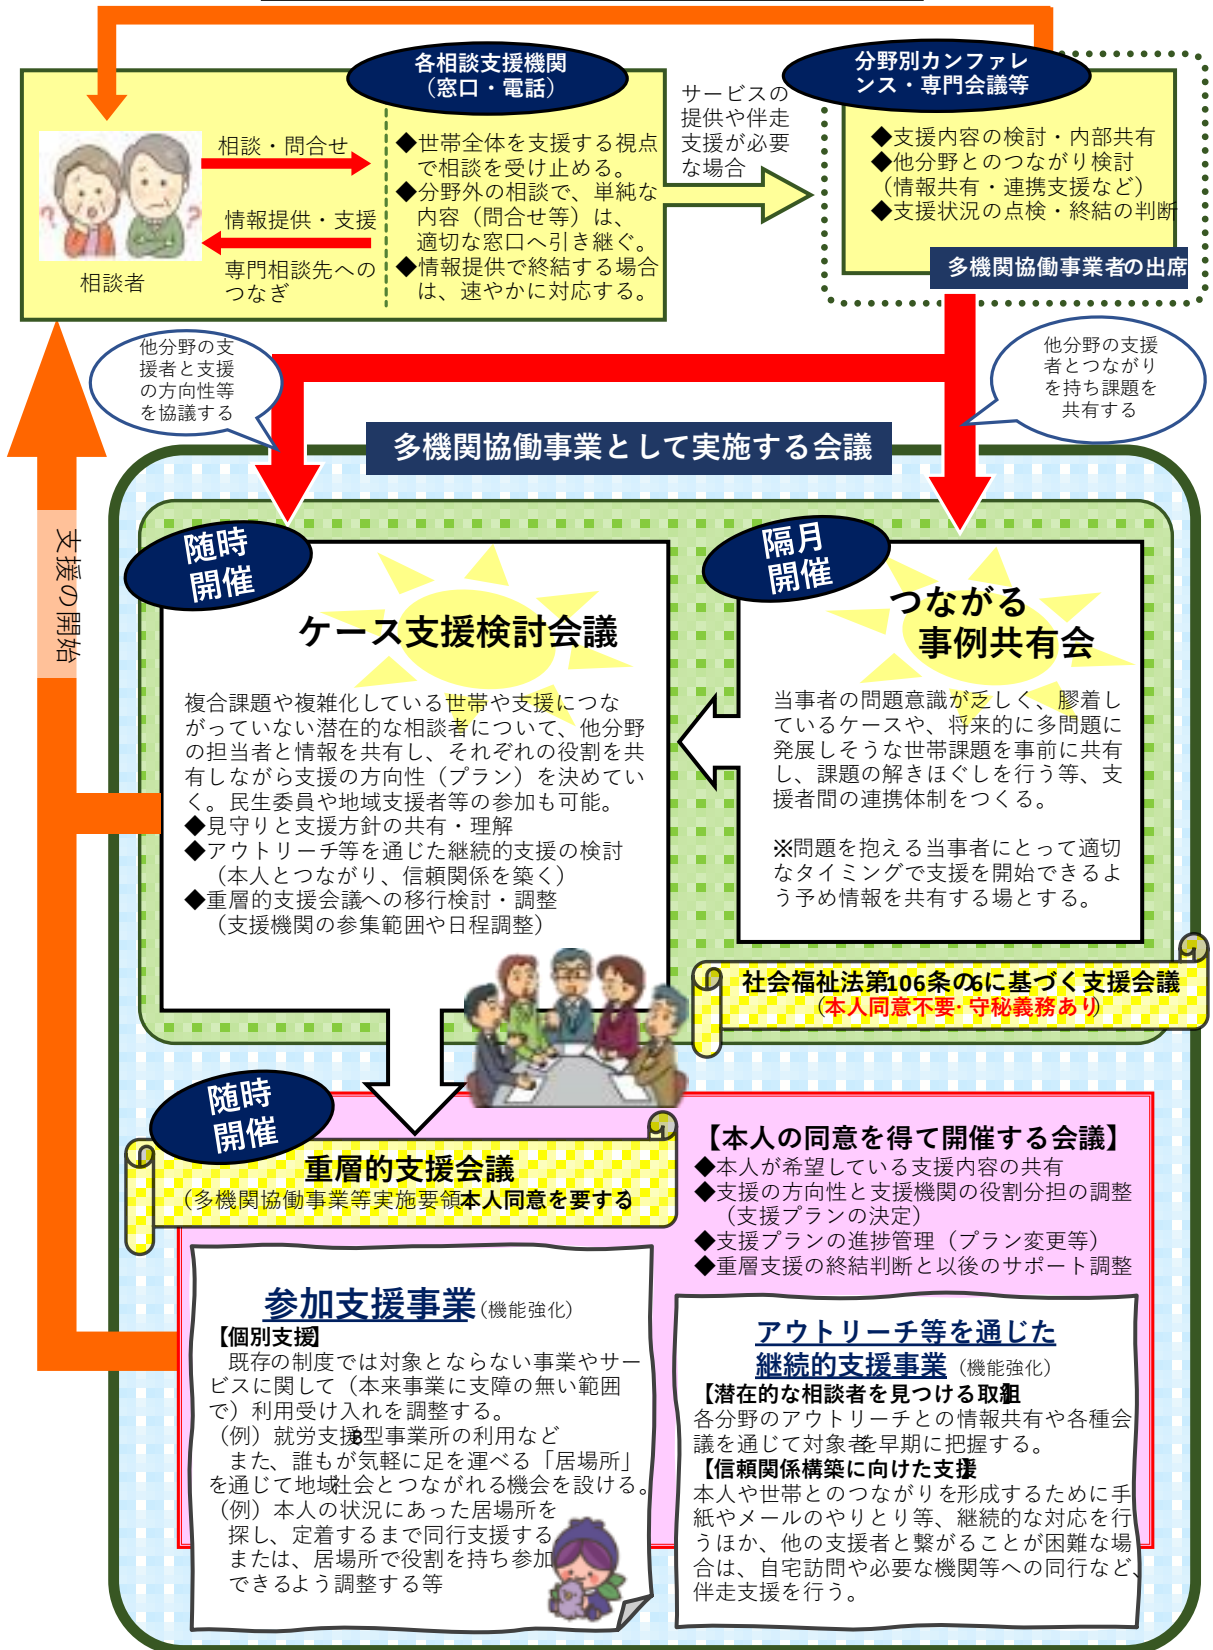 各相談支援機関
（窓口・電話）
分野別カンファレ
ンス・専門会議等
サービスの
提供や伴走
支援が必要
な場合
相談・問合せ
情報提供・支援
専門相談先への
つなぎ
相談者
◆世帯全体を支援する視点
で相談を受け止める。
◆分野外の相談で、単純な
内容（問合せ等）は、
適切な窓口へ引き継ぐ。
◆情報提供で終結する場合
は、速やかに対応する。
◆支援内容の検討・内部共有
◆他分野とのつながり検討
（情報共有・連携支援など）
◆支援状況の点検・終結の判断
多機関協働事業者の出席
他分野の支
援者と支援
の方向性等
を協議する
他分野の支援
者とつながり
を持ち課題を
共有する
多機関協働事業として実施する会議
支援の開始
随時
開催
ケース支援検討会議
複合課題や複雑化している世帯や支援につな
がっていない潜在的な相談者について、他分野
の担当者と情報を共有し、それぞれの役割を共
有しながら支援の方向性（プラン）を決めてい
く。民生委員や地域支援者等の参加も可能。
◆見守りと支援方針の共有・理解
◆アウトリーチ等を通じた継続的支援の検討
（本人とつながり、信頼関係を築く）
◆重層的支援会議への移行検討・調整
（支援機関の参集範囲や日程調整）
隔月
開催
つながる
事例共有会
当事者の問題意識が乏しく、膠着し
ているケースや、将来的に多問題に
発展しそうな世帯課題を事前に共有
し、課題の解きほぐしを行う等、支
援者間の連携体制をつくる。
※問題を抱える当事者にとって適切
なタイミングで支援を開始できるよ
う予め情報を共有する場とする。
社会福祉法第106条の6に基づく支援会議
（本人同意不要・守秘義務あり）
随時
開催
重層的支援会議
（多機関協働事業等実施要領本人同意を要する
【本人の同意を得て開催する会議】
◆本人が希望している支援内容の共有
◆支援の方向性と支援機関の役割分担の調整
（支援プランの決定）
◆支援プランの進捗管理（プラン変更等）
◆重層支援の終結判断と以後のサポート調整
参加支援事業（機能強化）
【個別支援】
既存の制度では対象とならない事業やサー
ビスに関して（本来事業に支障の無い範囲
で）利用受け入れを調整する。
（例）就労支援B型事業所の利用など
また、誰もが気軽に足を運べる「居場所」
を通じて地域社会とつながれる機会を設ける。
（例）本人の状況にあった居場所を
探し、定着するまで同行支援する
または、居場所で役割を持ち参加
できるよう調整する等
アウトリーチ等を通じた
継続的支援事業（機能強化）
【潜在的な相談者を見つける取組】
各分野のアウトリーチとの情報共有や各種会
議を通じて対象者を早期に把握する。
【信頼関係構築に向けた支援】
本人や世帯とのつながりを形成するために手
紙やメールのやりとり等、継続的な対応を行
うほか、他の支援者と繋がることが困難な場
合は、自宅訪問や必要な機関等への同行など、
伴走支援を行う。